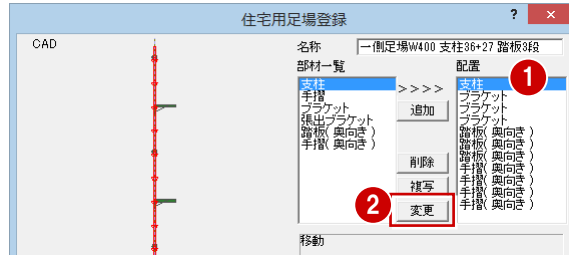 住宅用足場登録
? ×
CAD
名称 一側足場W400 支柱36+27 踏板3段
部材一覧
支柱
手摺
ブラケット
張出ブラケット
踏板(奥向き)
手摺(奥向き)
>>>>
追加
削除
複写
変更
配置
支柱
ブラケット
ブラケット
ブラケット
踏板(奥向き)
踏板(奥向き)
踏板(奥向き)
手摺(奥向き)
手摺(奥向き)
手摺(奥向き)
手摺(奥向き)
1
2
移動